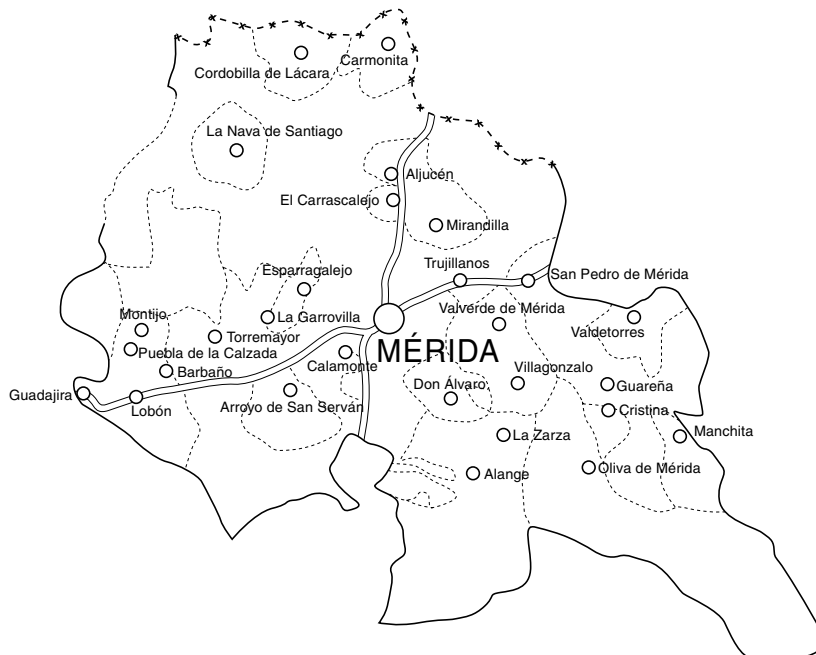 Carmonita
Cordobilla de Lácara
La Nava de Santiago
Aljucén
El Carrascalejo
Mirandilla
Trujillanos
Esparragalejo
San Pedro de Mérida
Valverde de Mérida
Montijo
La Garrovilla
Valdetorres
Torremayor
MÉRIDA
Puebla de la Calzada
Calamonte
Barbaño
Villagonzalo
Don Álvaro
Guareña
Guadajira
Lobón
Arroyo de San Serván
Cristina
La Zarza
Manchita
Alange
Oliva de Mérida